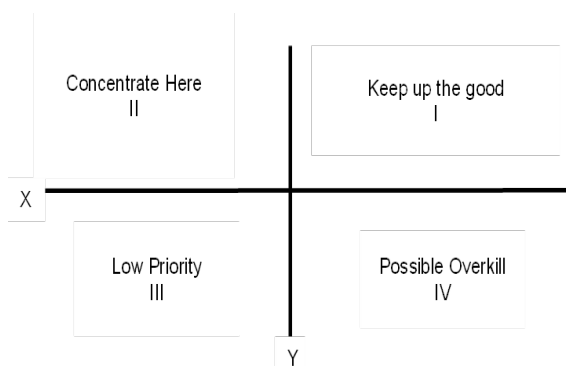 Concentrate Here
II
Keep up the good
I
X
Low Priority
III
Possible Overkill
IV
Y